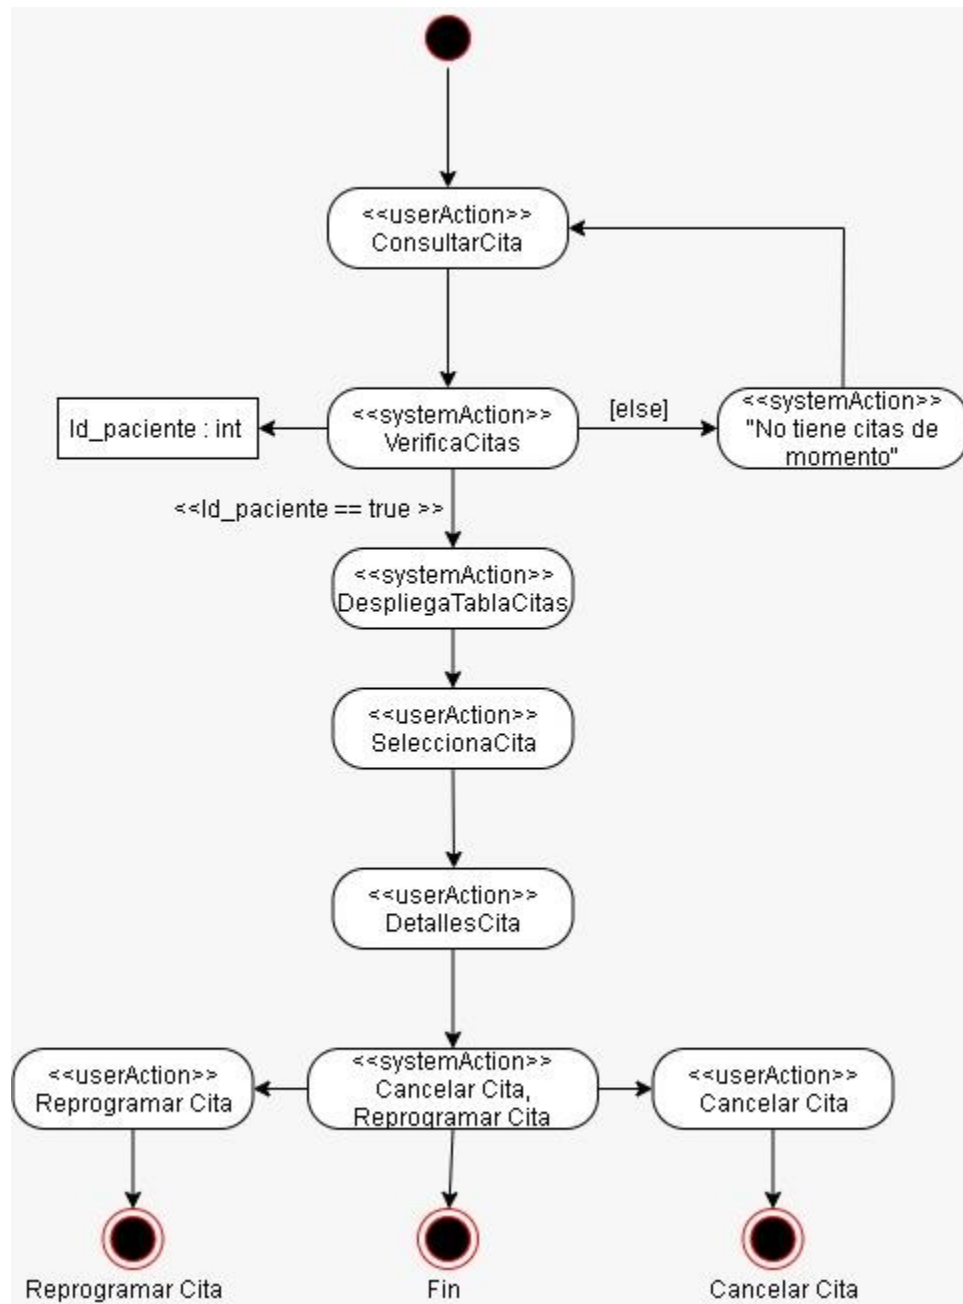 <<userAction>>
ConsultarCita
Id_paciente : int
<<systemAction>>
VerificaCitas
[else]
<<systemAction>>
"No tiene citas de
momento"
<<Id_paciente == true >>
<<systemAction>>
DespliegaTablaCitas
<<userAction>>
SeleccionaCita
<<userAction>>
DetallesCita
<<userAction>>
Reprogramar Cita
<<systemAction>>
Cancelar Cita,
Reprogramar Cita
<<userAction>>
Cancelar Cita
Reprogramar Cita
Fin
Cancelar Cita